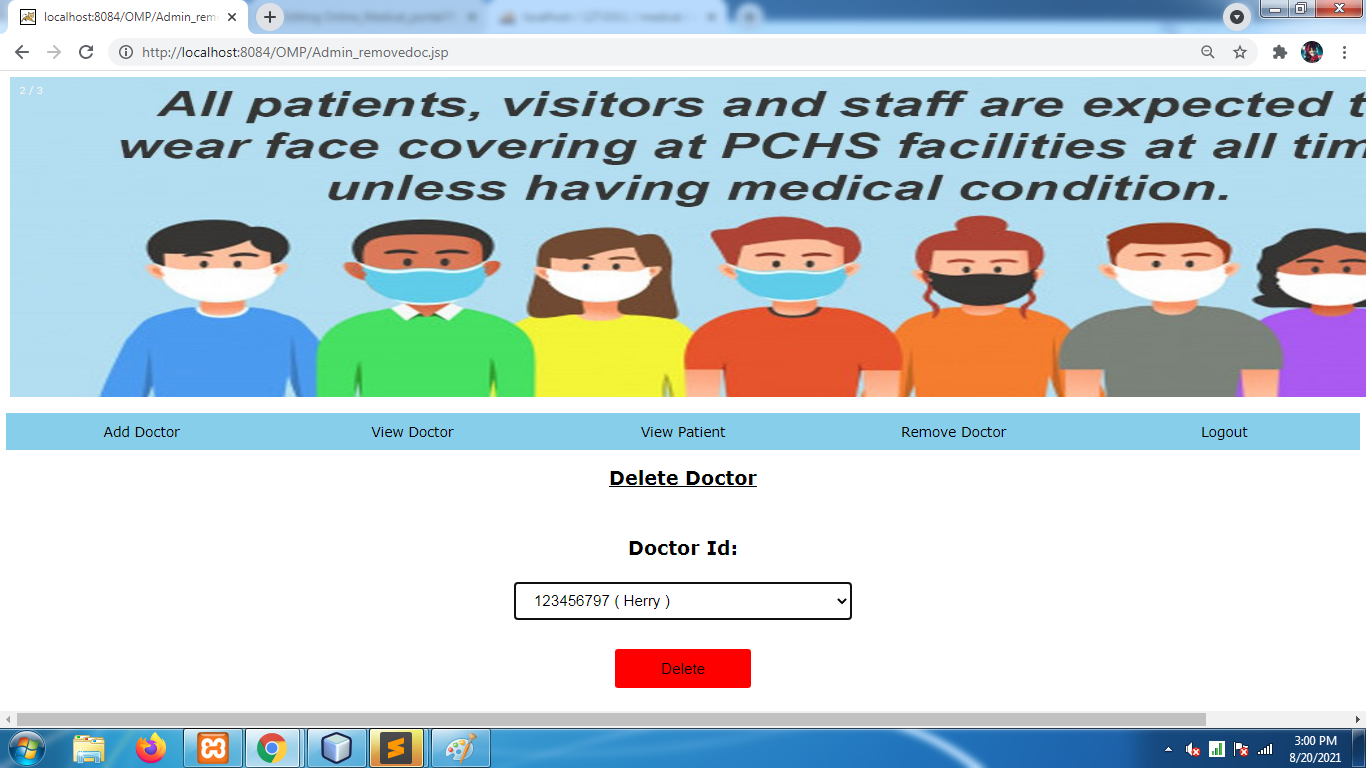 localhost:8084/OMP/Admin_rem
http://localhost:8084/OMP/Admin_removedoc.jsp
2 / 3
All patients, visitors and staff are expected t
wear face covering at PCHS facilities at all tim
unless having medical condition.
Add Doctor View Doctor View Patient Remove Doctor Logout
Delete Doctor
Doctor Id:
123456797 ( Herry )
Delete
3:00 PM
8/20/2021